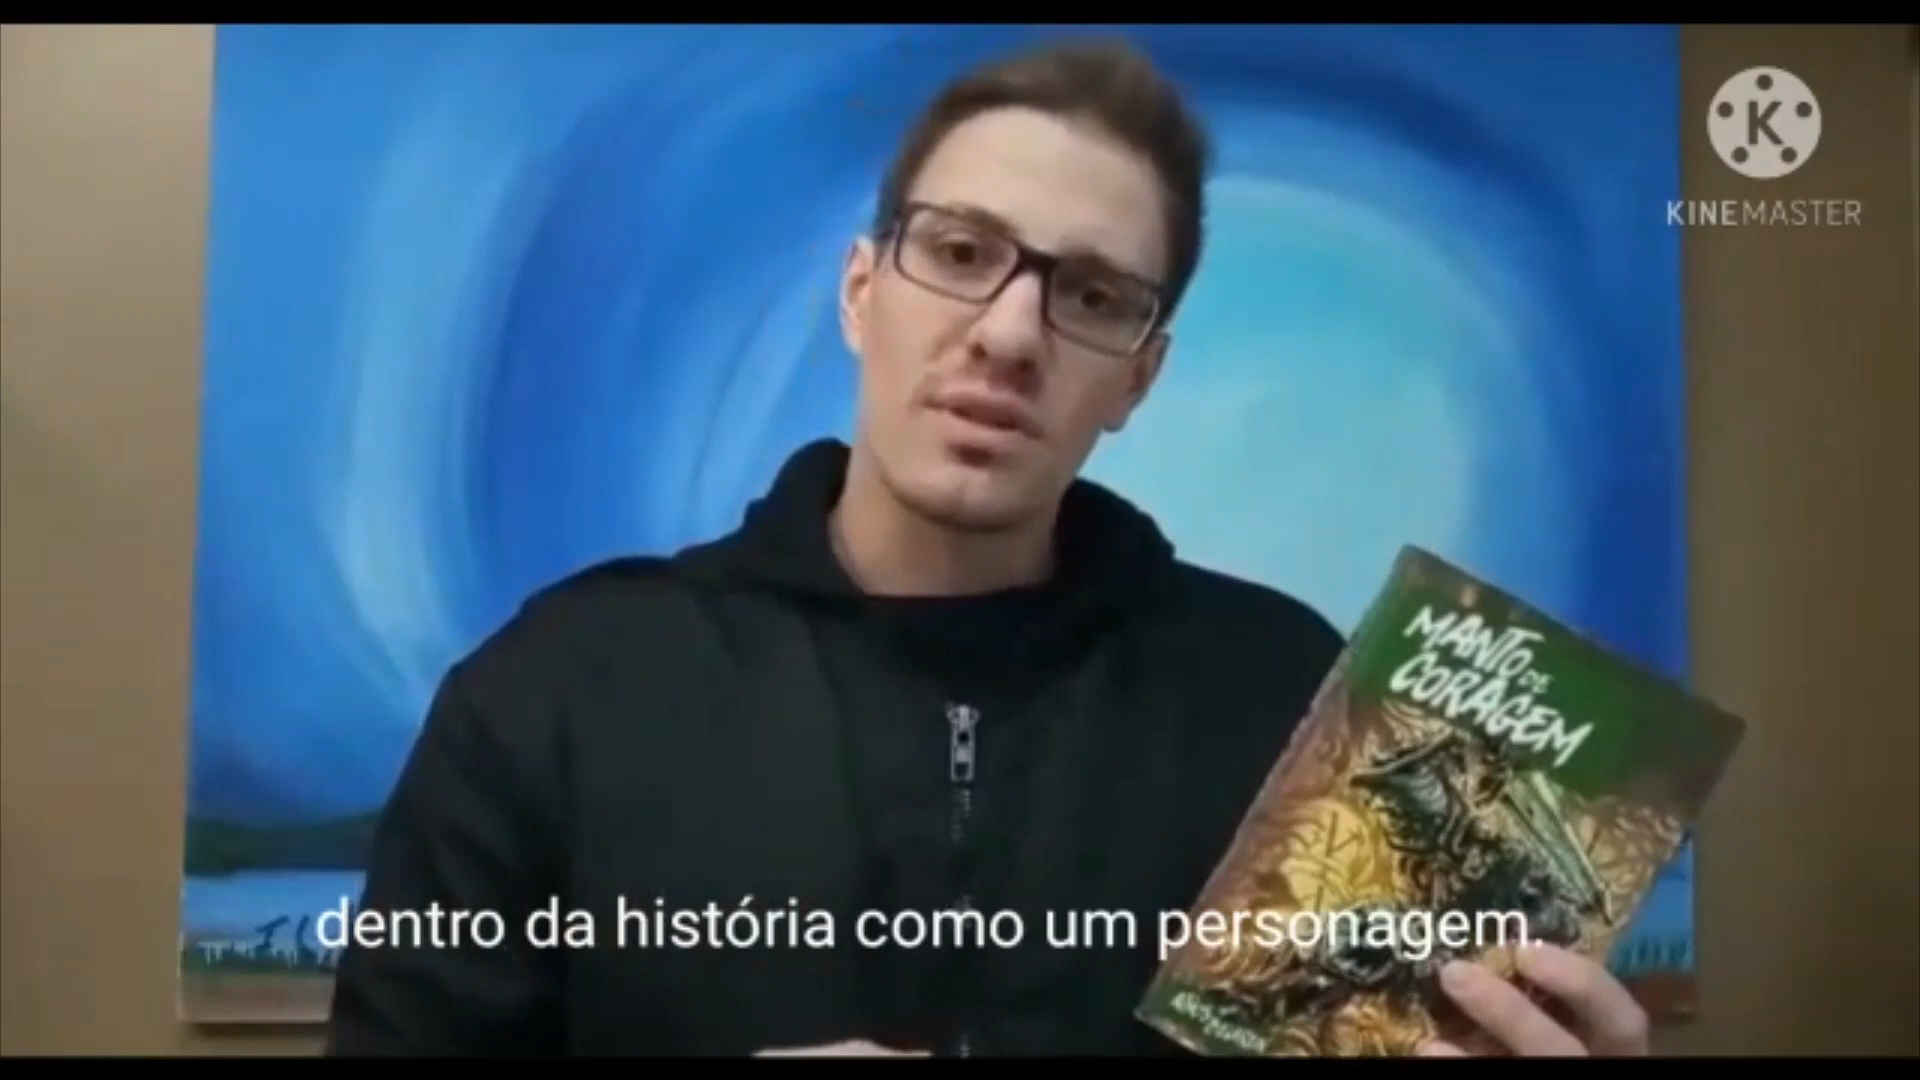 K
KINEMASTER
MANTO DE
CORAGEM
dentro da história como um personagem.